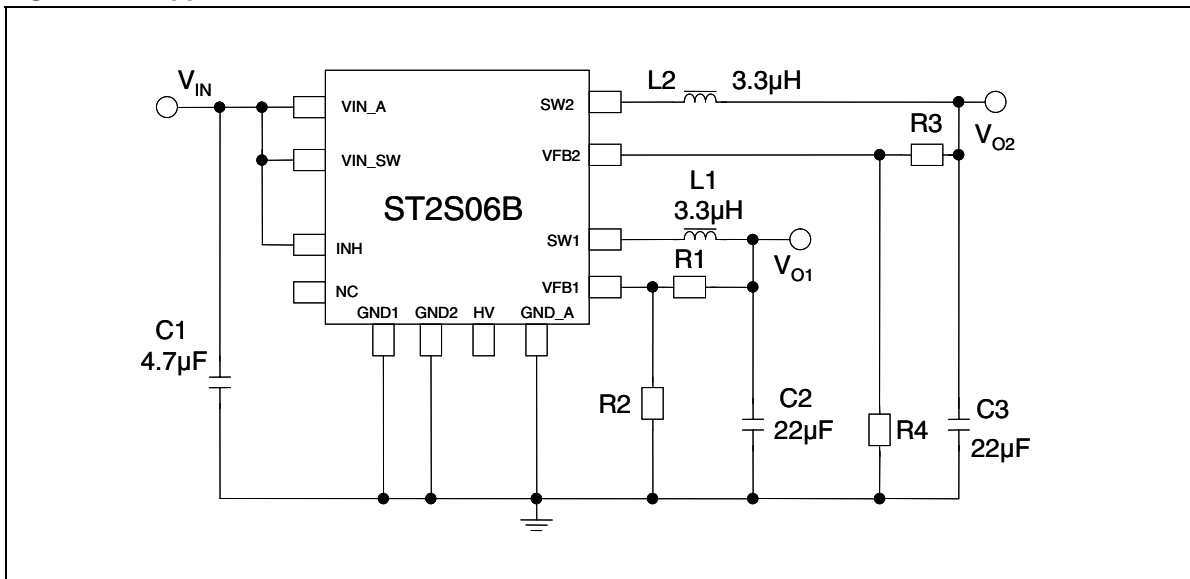 V_IN
L2 3.3µH
VIN_A
SW2
R3
V_O2
VIN_SW
VFB2
ST2S06B
L1
3.3µH
INH
SW1
R1
V_O1
NC
VFB1
GND1 GND2 HV GND_A
C1
4.7µF
R2
C2
22µF
R4
C3
22µF